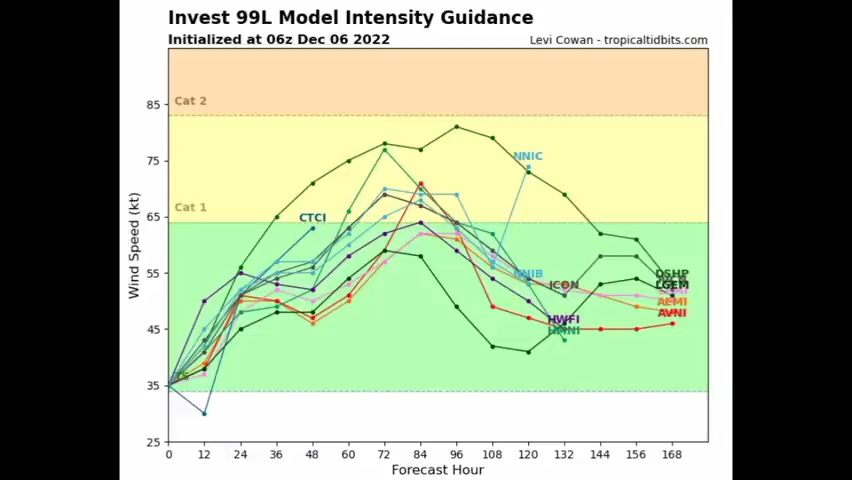 Invest 99L Model Intensity Guidance
Initialized at 06z Dec 06 2022
Levi Cowan - tropicaltidbits.com
Wind Speed (kt)
85
75
65
55
45
35
25
Cat 2
Cat 1
CTCI
NNIC
NNIB
ICON
HWFI
HMNI
DSHP
LGEM
AEMI
AVNI
0 12 24 36 48 60 72 84 96 108 120 132 144 156 168
Forecast Hour